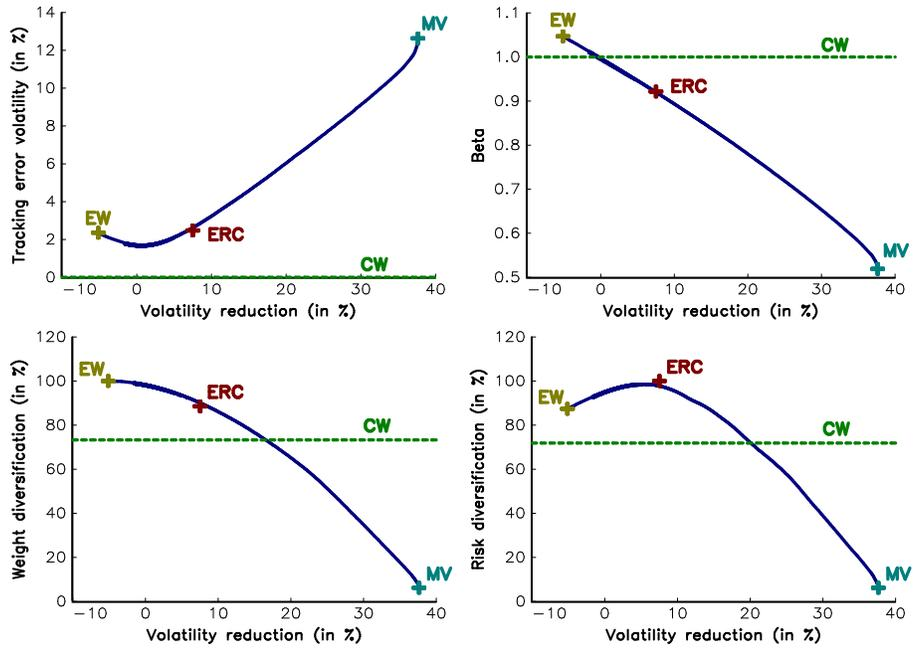 14
12
10
8
6
4
2
0
Tracking error volatility (in %)
MV
EW
ERC
CW
−10 0 10 20 30 40
Volatility reduction (in %)
1.1
1.0
0.9
0.8
0.7
0.6
0.5
Beta
EW
CW
ERC
MV
−10 0 10 20 30 40
Volatility reduction (in %)
120
100
80
60
40
20
0
Weight diversification (in %)
EW
ERC
CW
MV
−10 0 10 20 30 40
Volatility reduction (in %)
120
100
80
60
40
20
0
Risk diversification (in %)
ERC
EW
CW
MV
−10 0 10 20 30 40
Volatility reduction (in %)